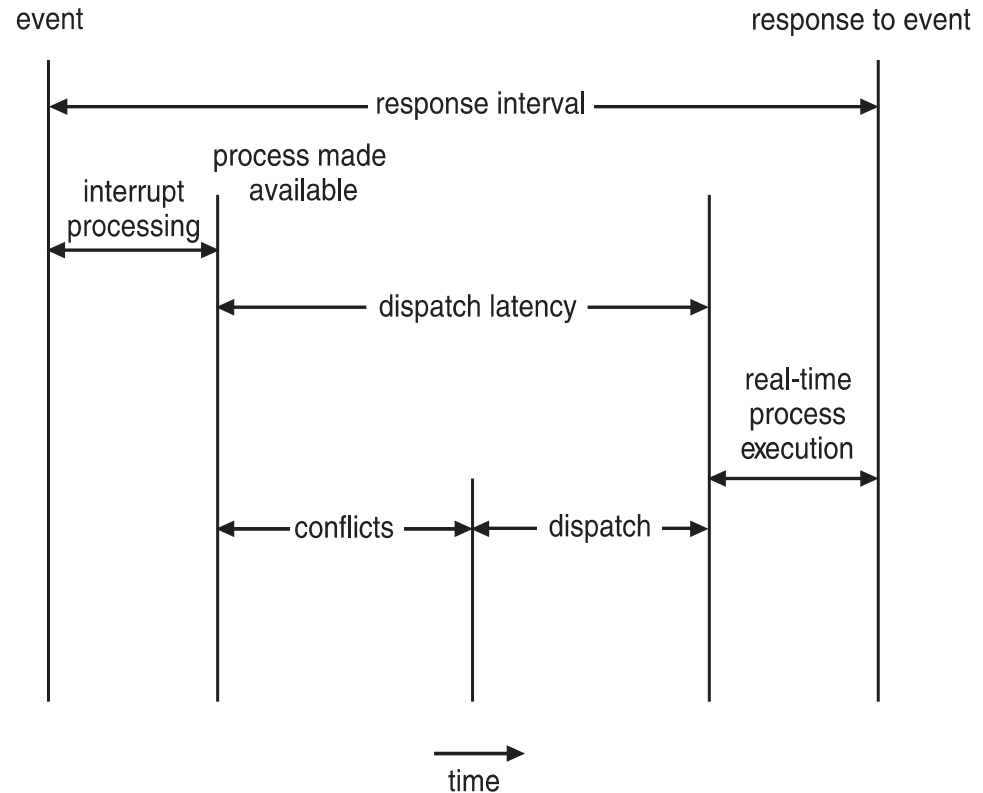 event
response to event
response interval
process made
available
interrupt
processing
dispatch latency
real-time
process
execution
conflicts
dispatch
time